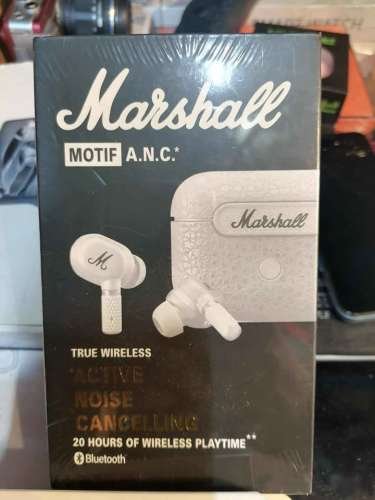 Marshall
MOTIF A.N.C.*
Marshall
M
TRUE WIRELESS
*ACTIVE
NOISE
CANCELLING
20 HOURS OF WIRELESS PLAYTIME**
Bluetooth